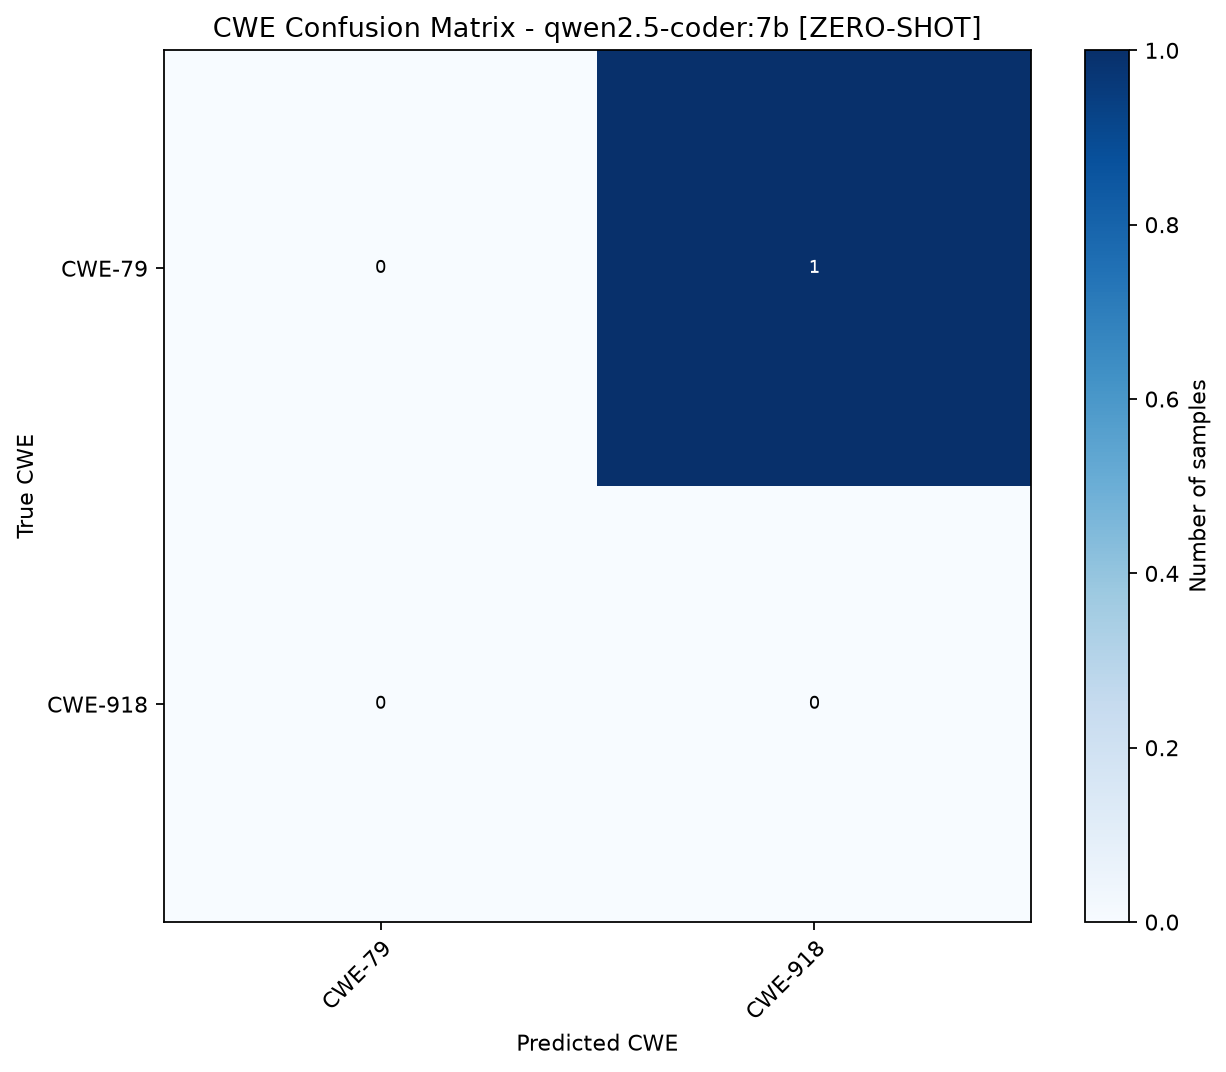 CWE Confusion Matrix - qwen2.5-coder:7b [ZERO-SHOT]
True CWE
CWE-79
CWE-918
0
1
0
0
CWE-79
CWE-918
Predicted CWE
1.0
0.8
0.6
0.4
0.2
0.0
Number of samples